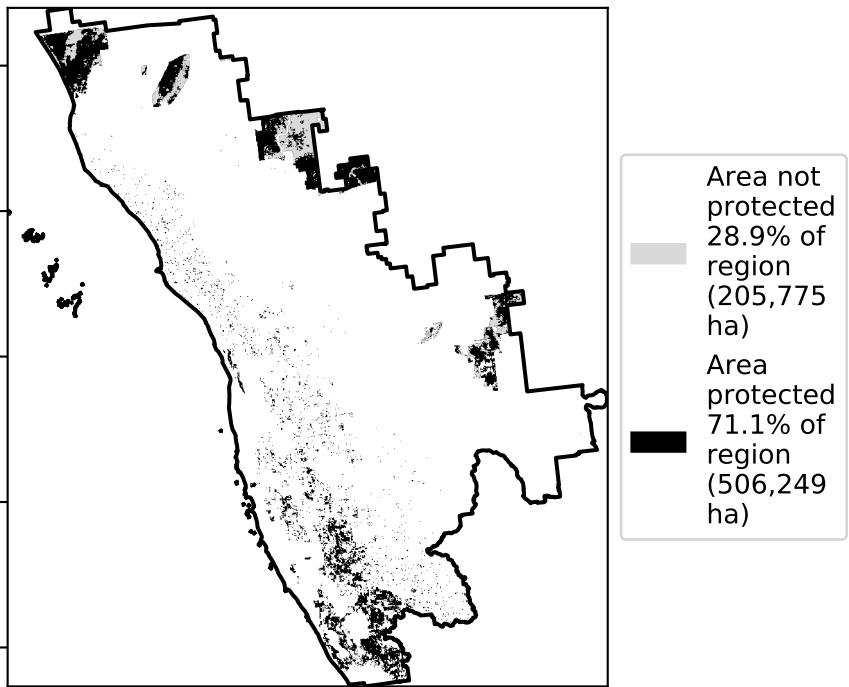 Area not
protected
28.9% of
region
(205,775
ha)
Area
protected
71.1% of
region
(506,249
ha)